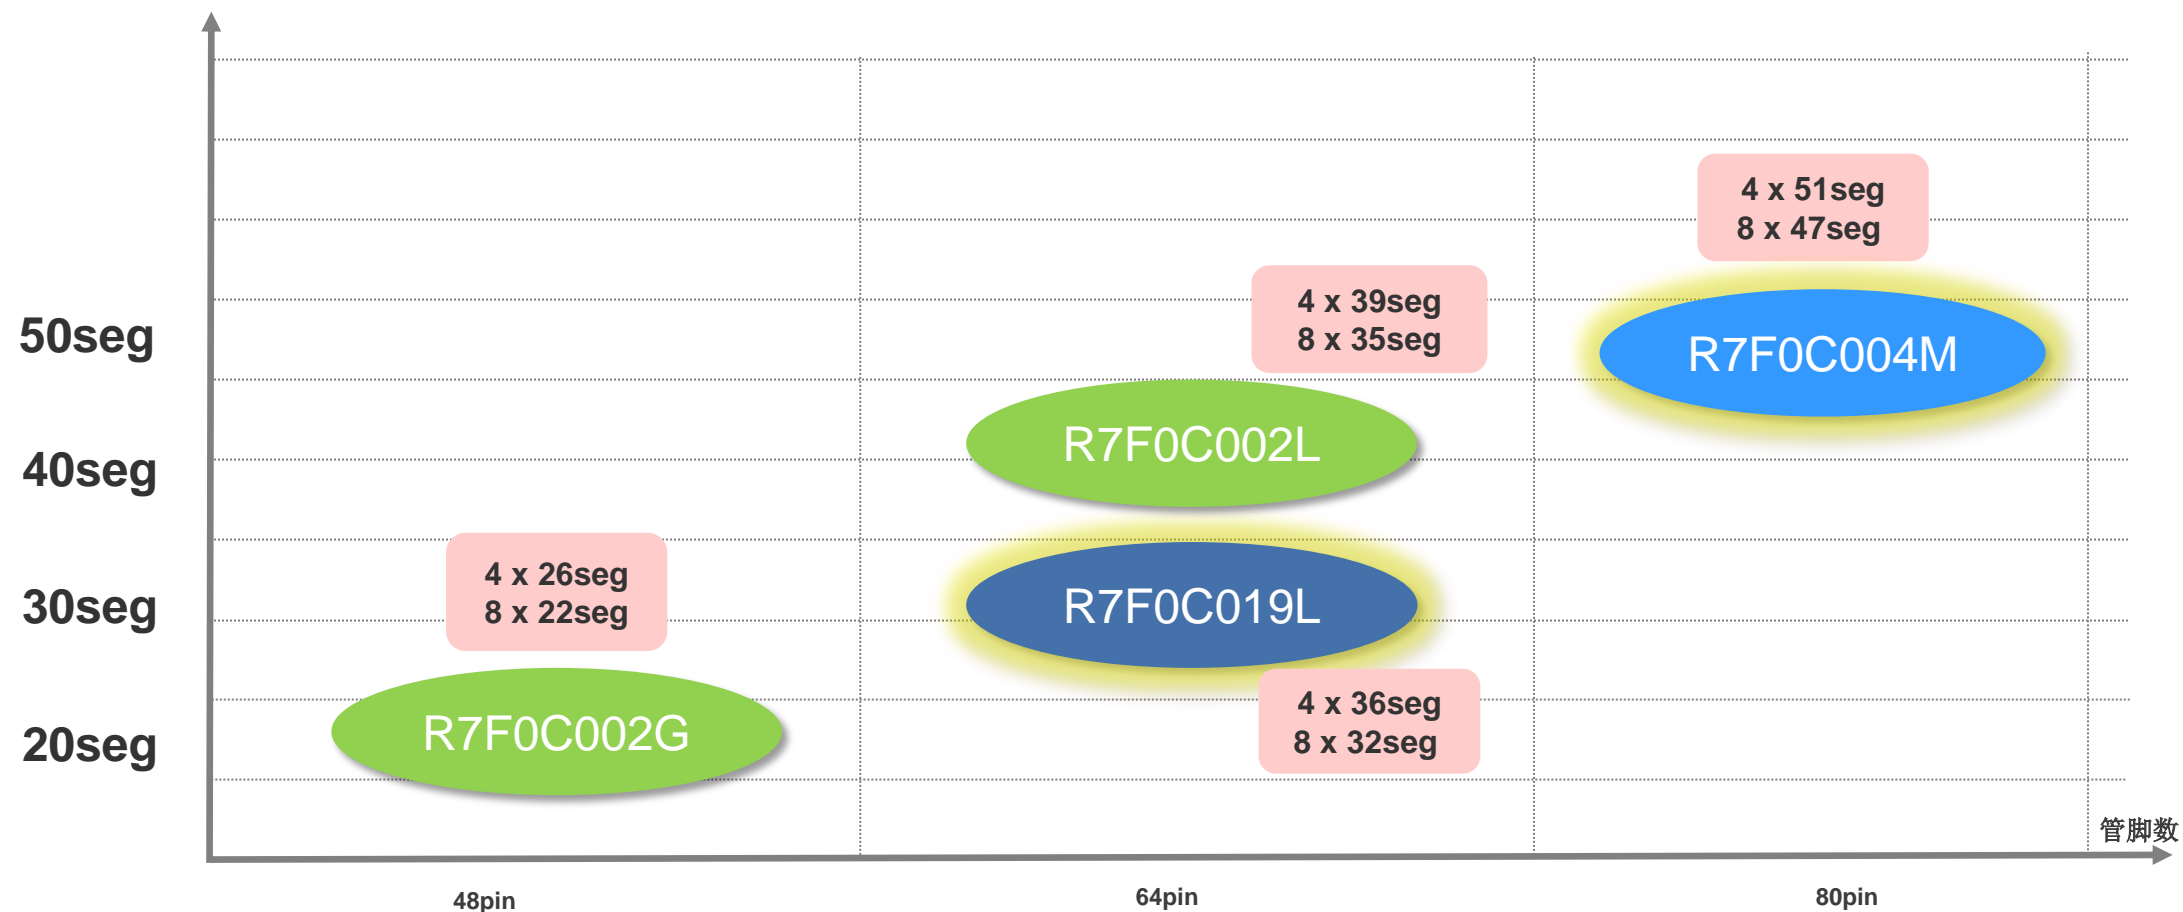 4 x 51seg
8 x 47seg
4 x 39seg
8 x 35seg
50seg
R7F0C004M
R7F0C002L
40seg
4 x 26seg
8 x 22seg
30seg
R7F0C019L
4 x 36seg
8 x 32seg
20seg
R7F0C002G
管脚数
48pin
64pin
80pin